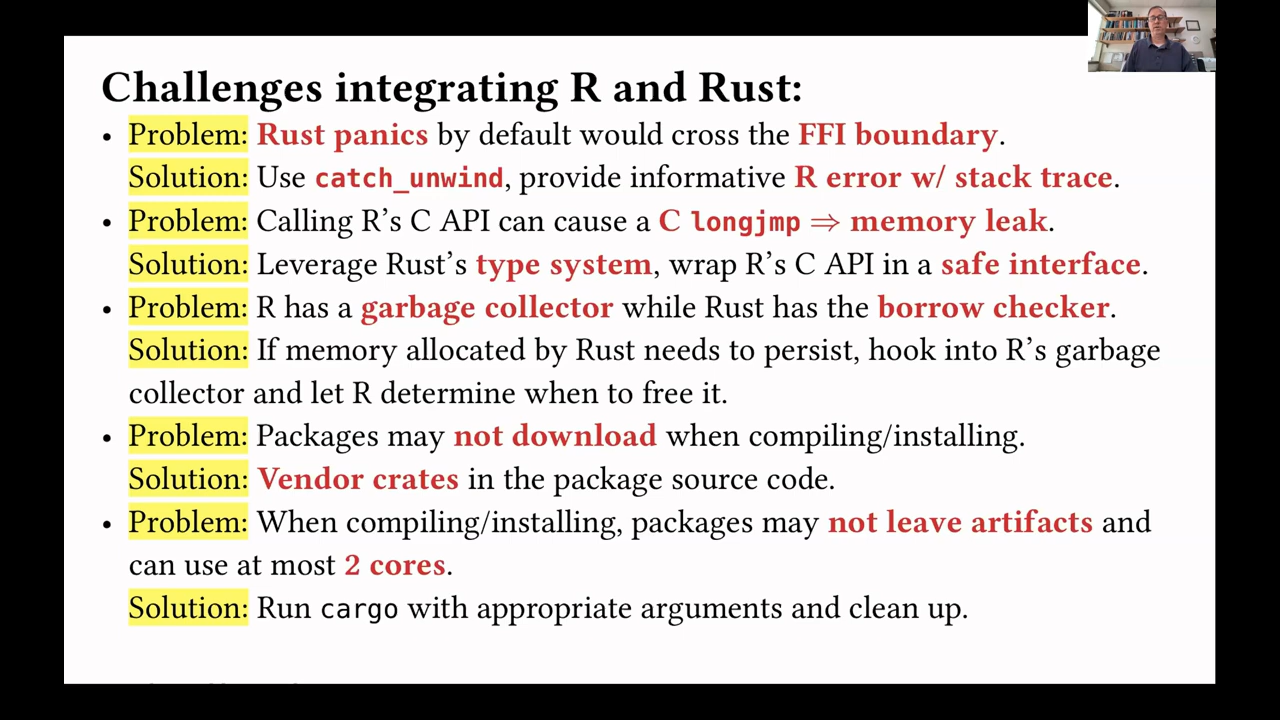 Challenges integrating R and Rust:
• Problem: Rust panics by default would cross the FFI boundary.
Solution: Use catch_unwind, provide informative R error w/ stack trace.
• Problem: Calling R’s C API can cause a C longjmp ⇒ memory leak.
Solution: Leverage Rust’s type system, wrap R’s C API in a safe interface.
• Problem: R has a garbage collector while Rust has the borrow checker.
Solution: If memory allocated by Rust needs to persist, hook into R’s garbage
collector and let R determine when to free it.
• Problem: Packages may not download when compiling/installing.
Solution: Vendor crates in the package source code.
• Problem: When compiling/installing, packages may not leave artifacts and
can use at most 2 cores.
Solution: Run cargo with appropriate arguments and clean up.